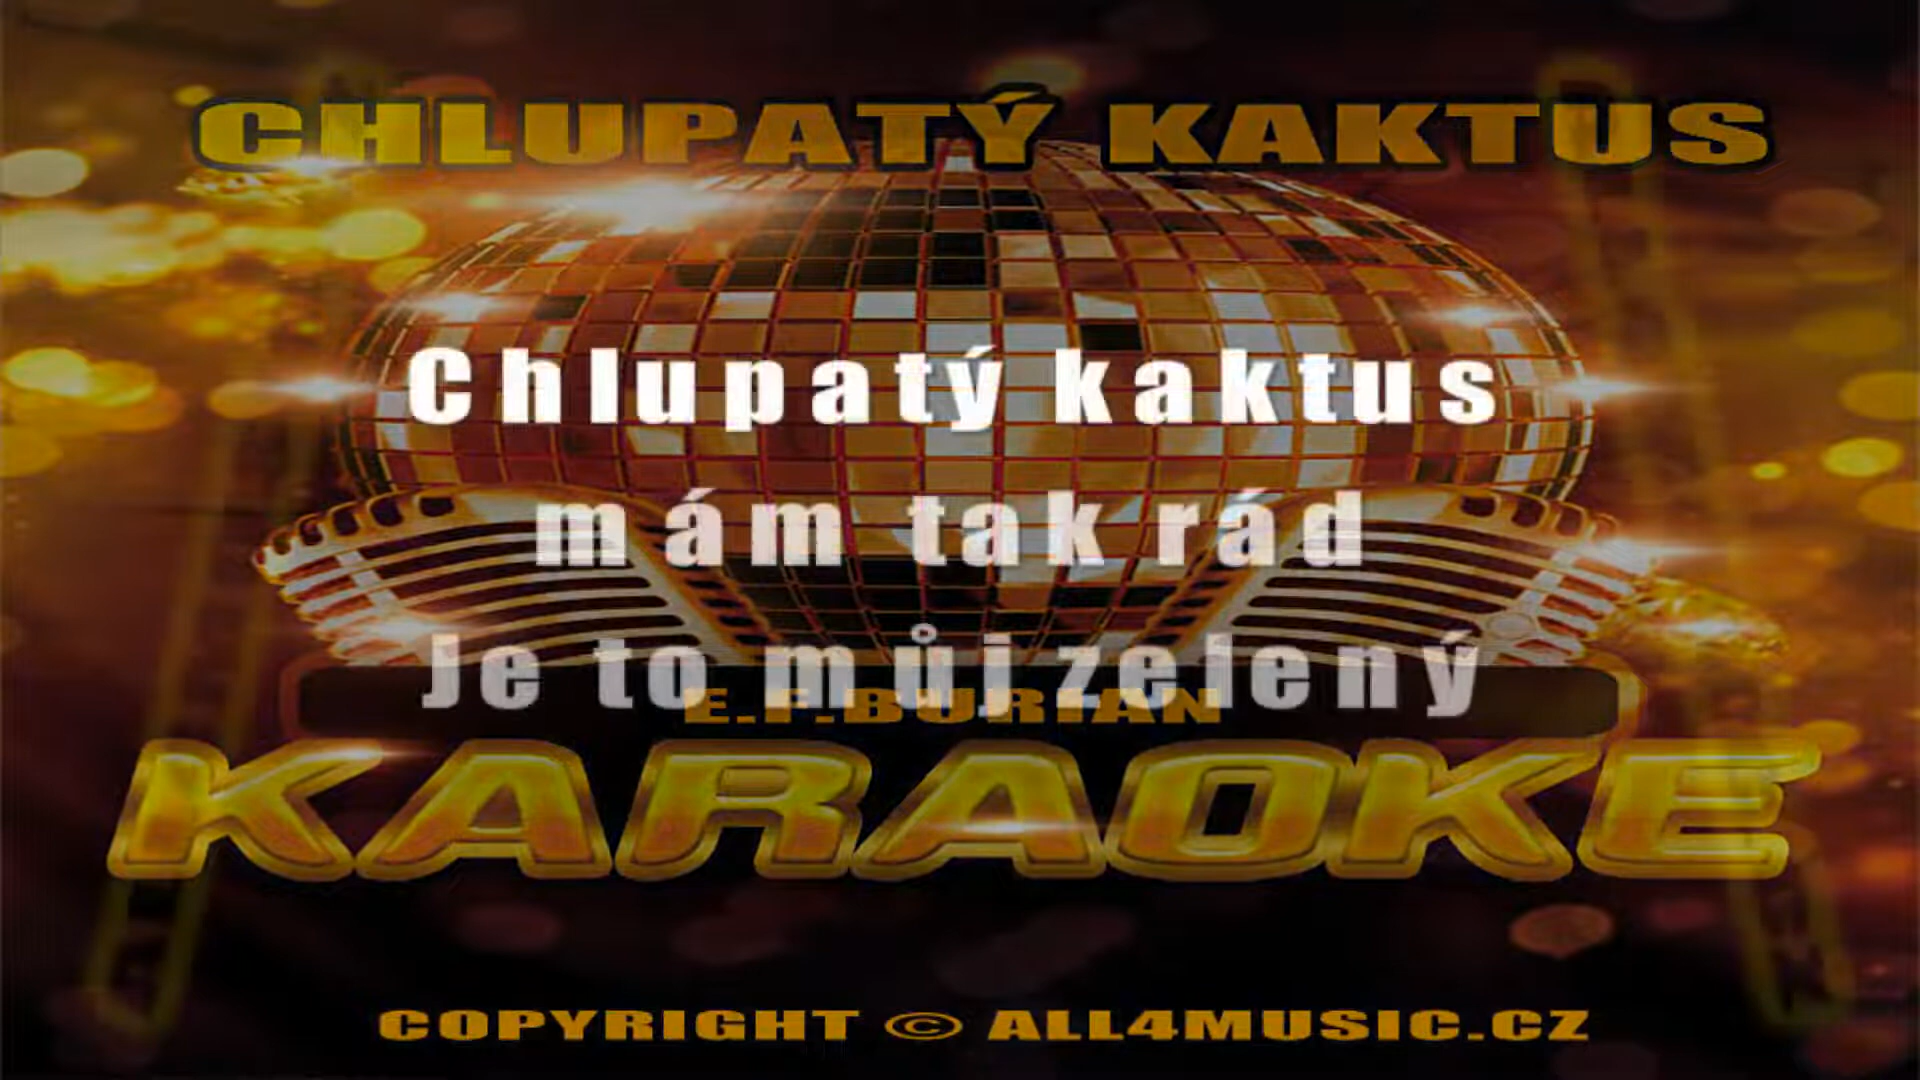 CHLUPATÝ KAKTUS
Chlupatý kaktus
mám tak rád
Je to můj zelený
E.F.BURIAN
KARAOKE
COPYRIGHT © ALL4MUSIC.CZ